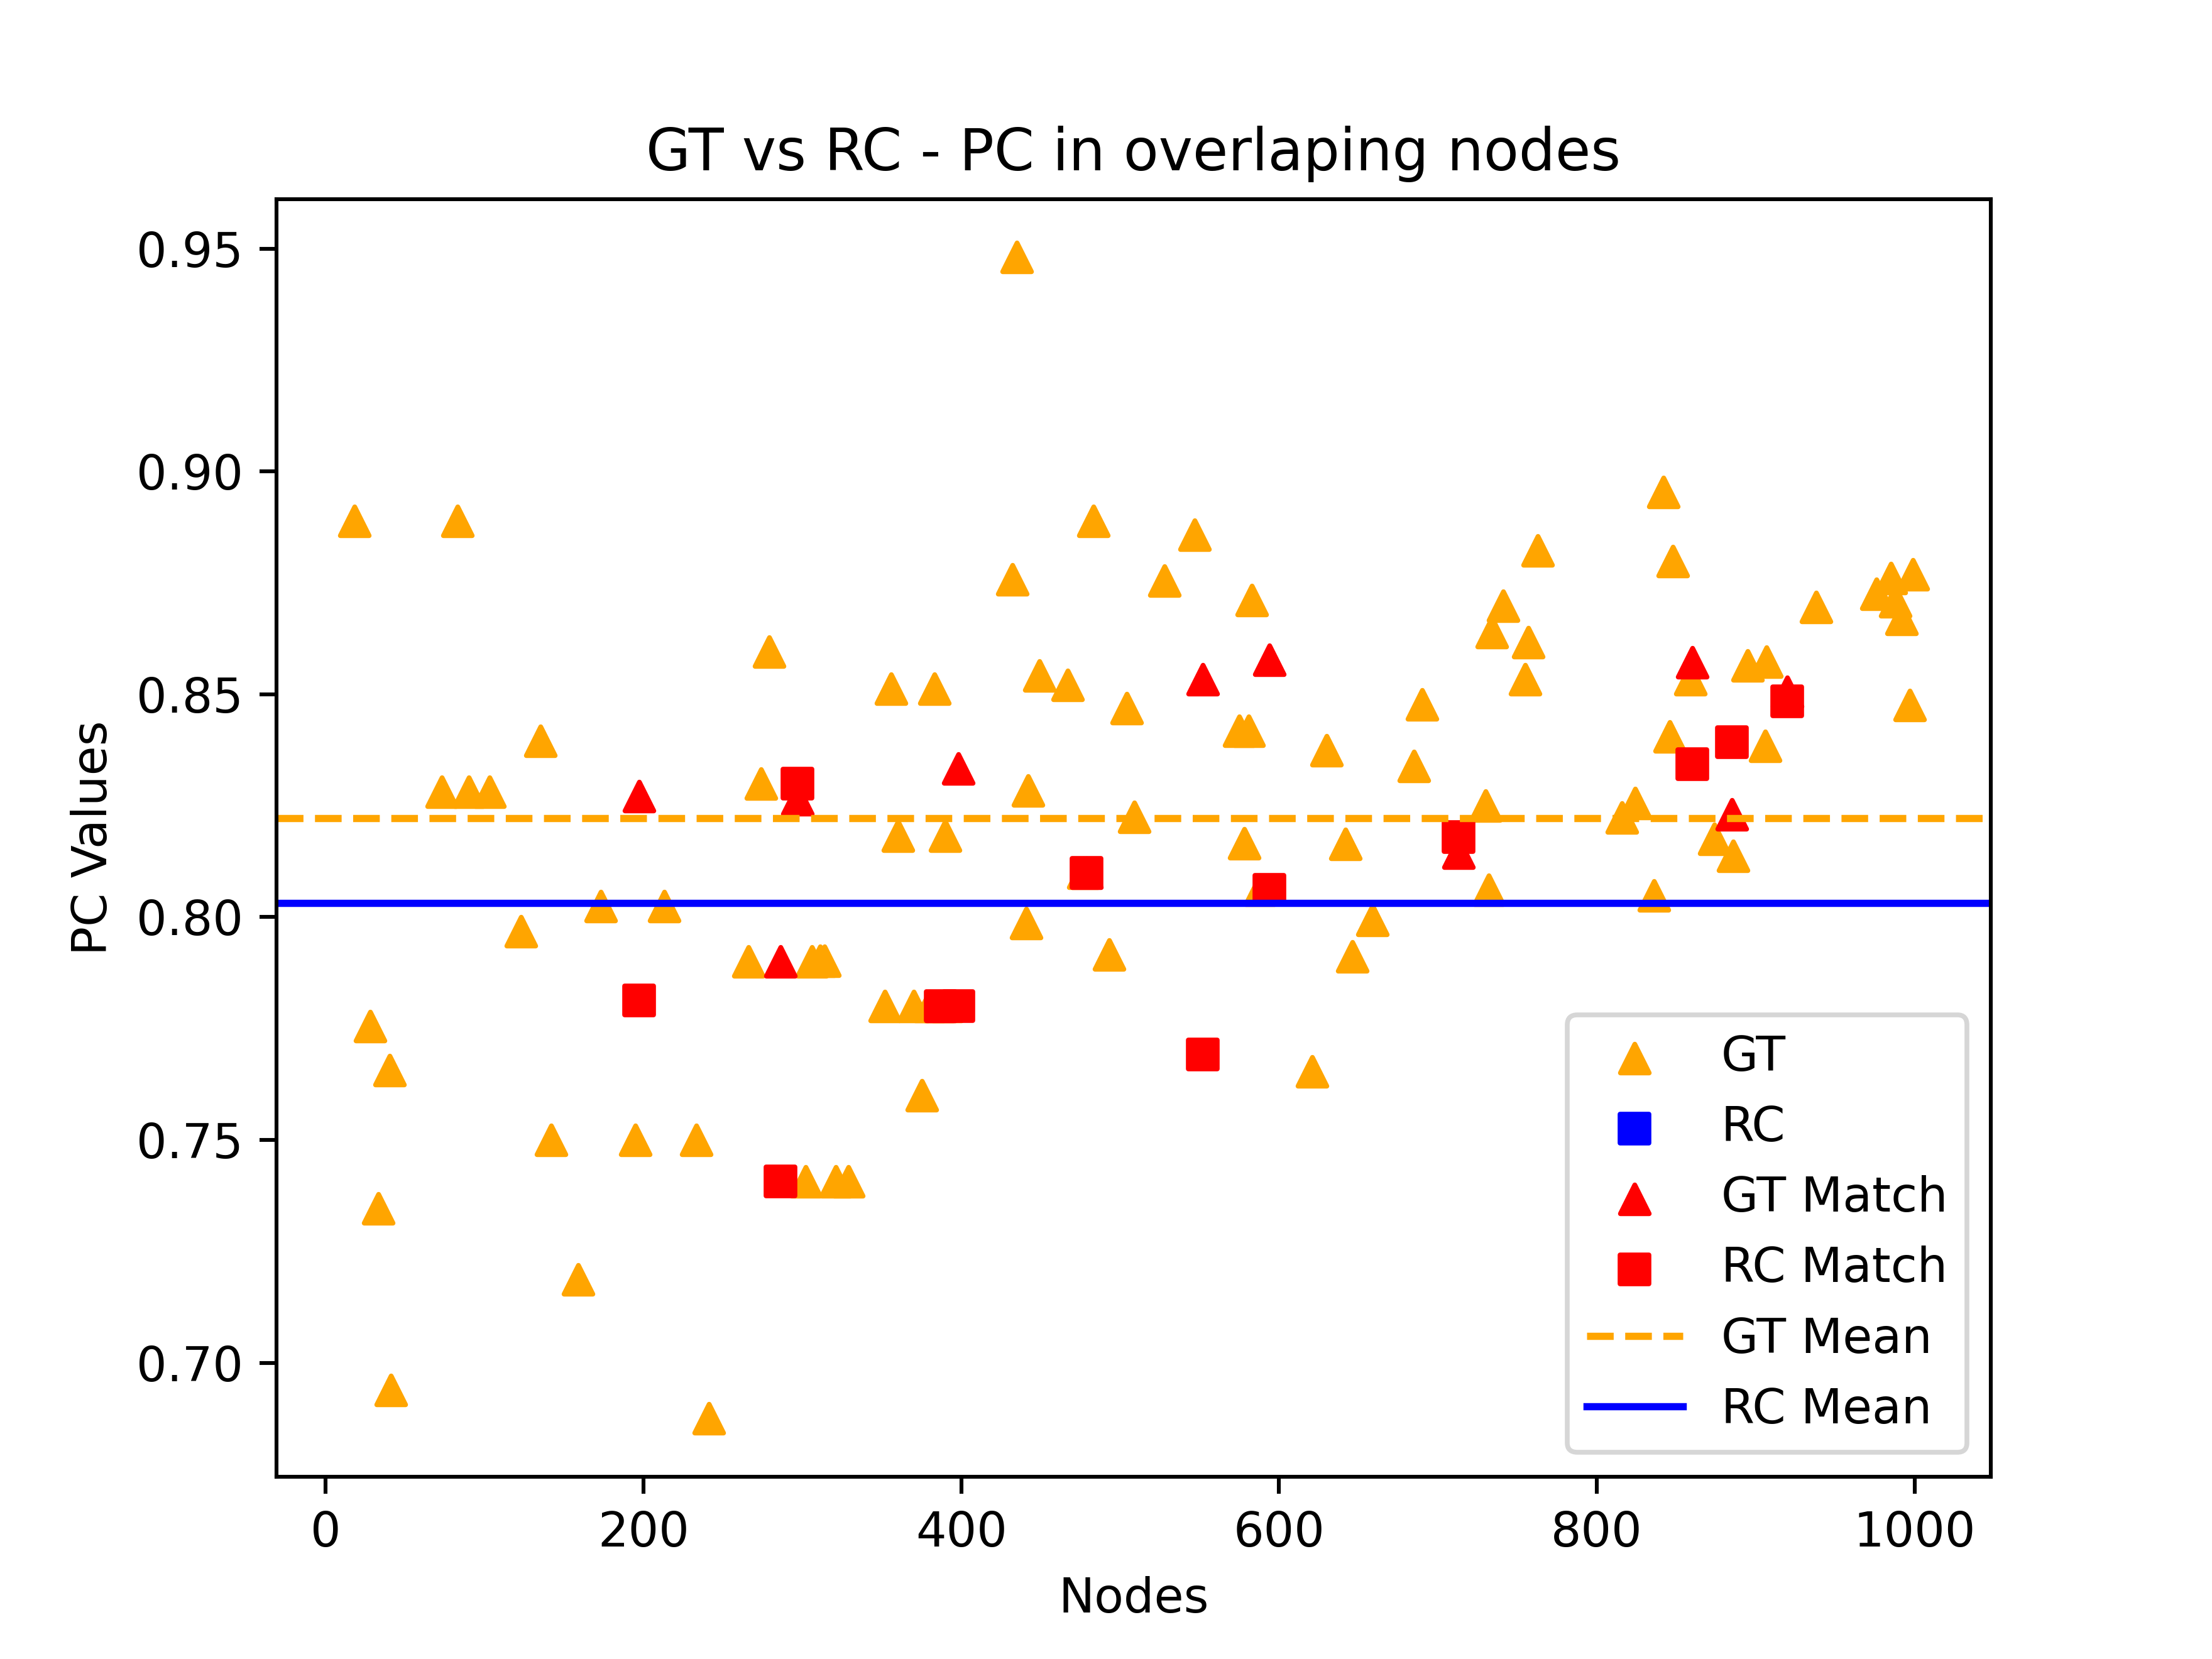 GT vs RC - PC in overlaping nodes
0.95
0.90
0.85
0.80
0.75
0.70
PC Values
0 200 400 600 800 1000
Nodes
GT
RC
GT Match
RC Match
GT Mean
RC Mean